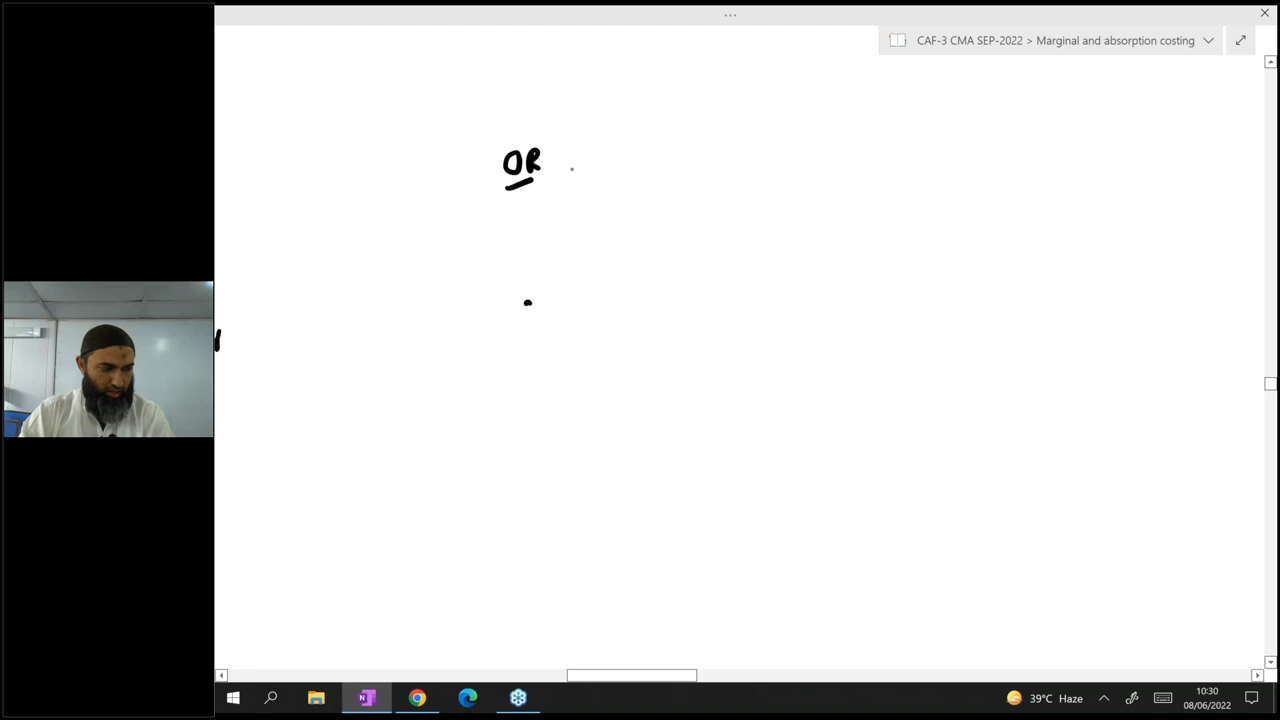 CAF-3 CMA SEP-2022 > Marginal and absorption costing
OR
39°C Haze
10:30
08/06/2022